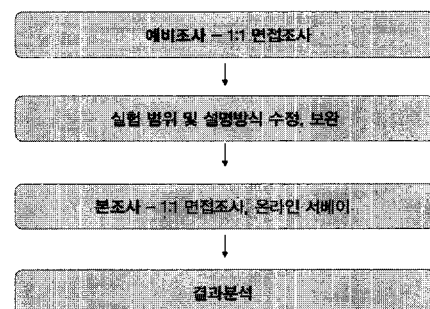 예비조사 – 1:1 면접조사
실험 범위 및 설명방식 수정, 보완
본조사 – 1:1 면접조사, 온라인 서베이
결과분석